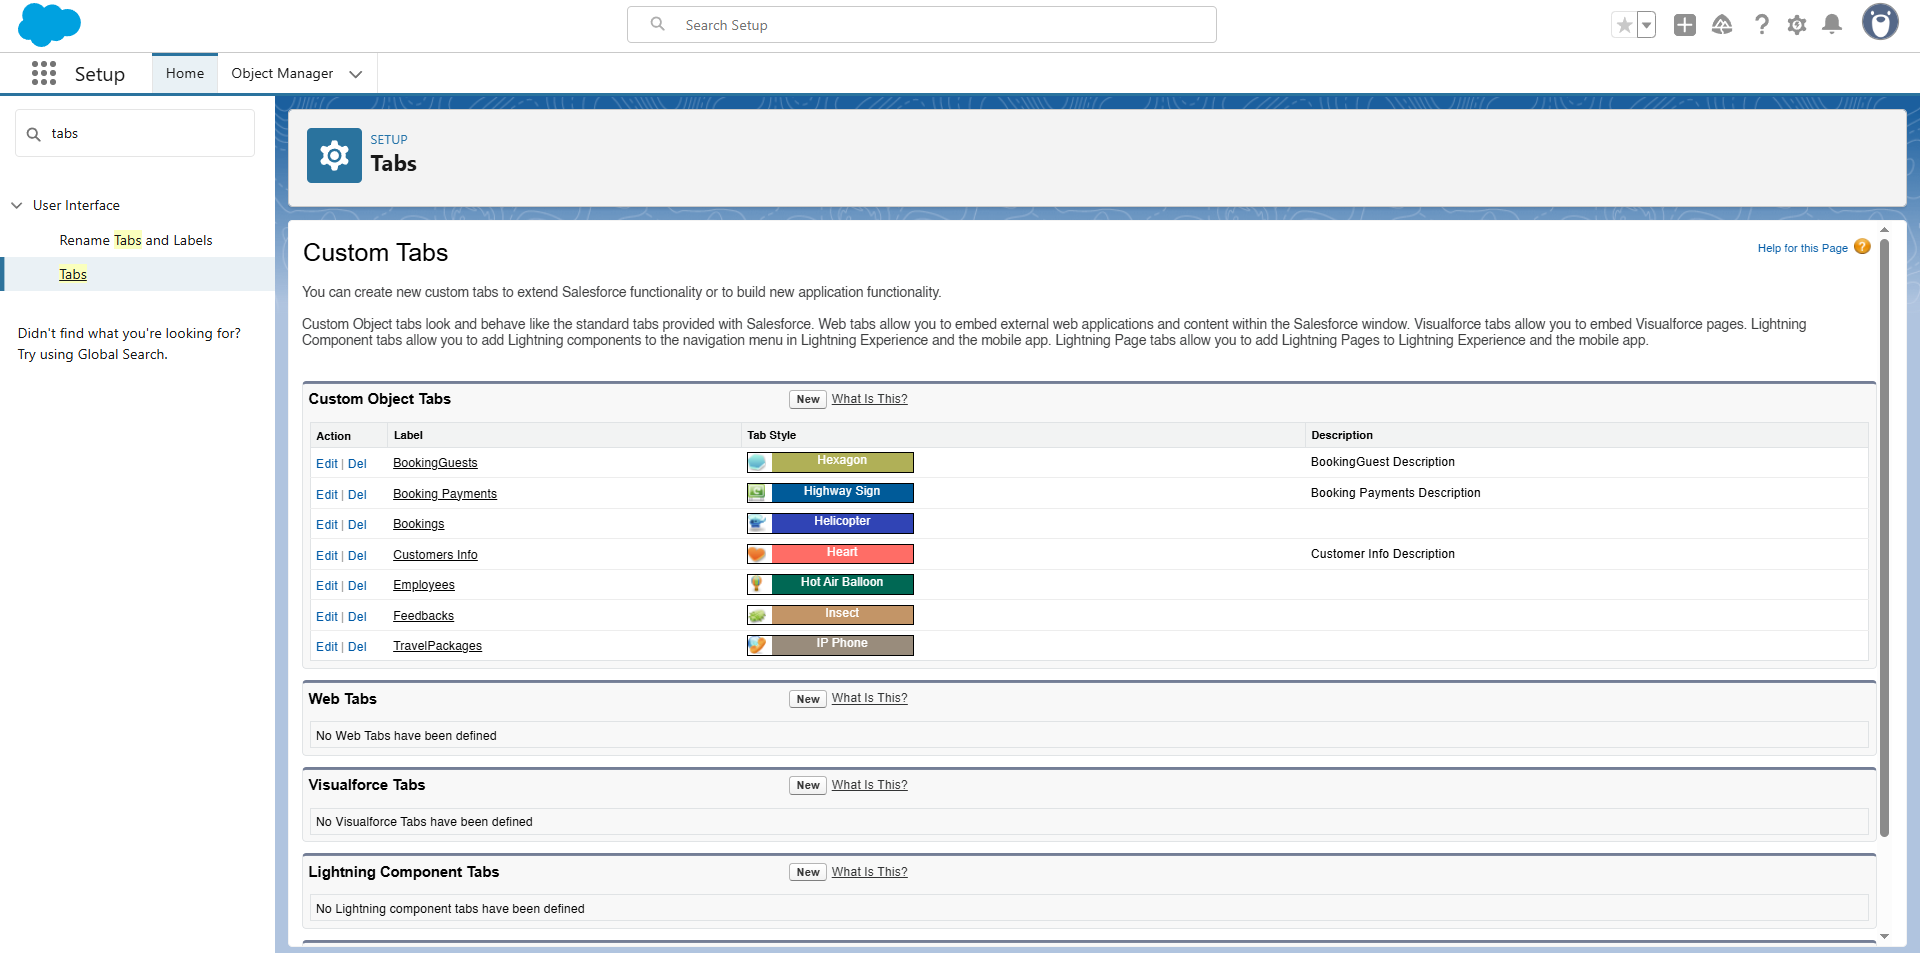 Search Setup
Setup
Home
Object Manager
tabs
User Interface
Rename Tabs and Labels
Tabs
Didn't find what you're looking for?
Try using Global Search.
SETUP
Tabs
Custom Tabs
Help for this Page
You can create new custom tabs to extend Salesforce functionality or to build new application functionality.
Custom Object tabs look and behave like the standard tabs provided with Salesforce. Web tabs allow you to embed external web applications and content within the Salesforce window. Visualforce tabs allow you to embed Visualforce pages. Lightning
Component tabs allow you to add Lightning components to the navigation menu in Lightning Experience and the mobile app. Lightning Page tabs allow you to add Lightning Pages to Lightning Experience and the mobile app.
Custom Object Tabs New What Is This?
Action Label Tab Style Description
Edit | Del BookingGuests Hexagon BookingGuest Description
Edit | Del Booking Payments Highway Sign Booking Payments Description
Edit | Del Bookings Helicopter
Edit | Del Customers Info Heart Customer Info Description
Edit | Del Employees Hot Air Balloon
Edit | Del Feedbacks Insect
Edit | Del TravelPackages IP Phone
Web Tabs New What Is This?
No Web Tabs have been defined
Visualforce Tabs New What Is This?
No Visualforce Tabs have been defined
Lightning Component Tabs New What Is This?
No Lightning component tabs have been defined